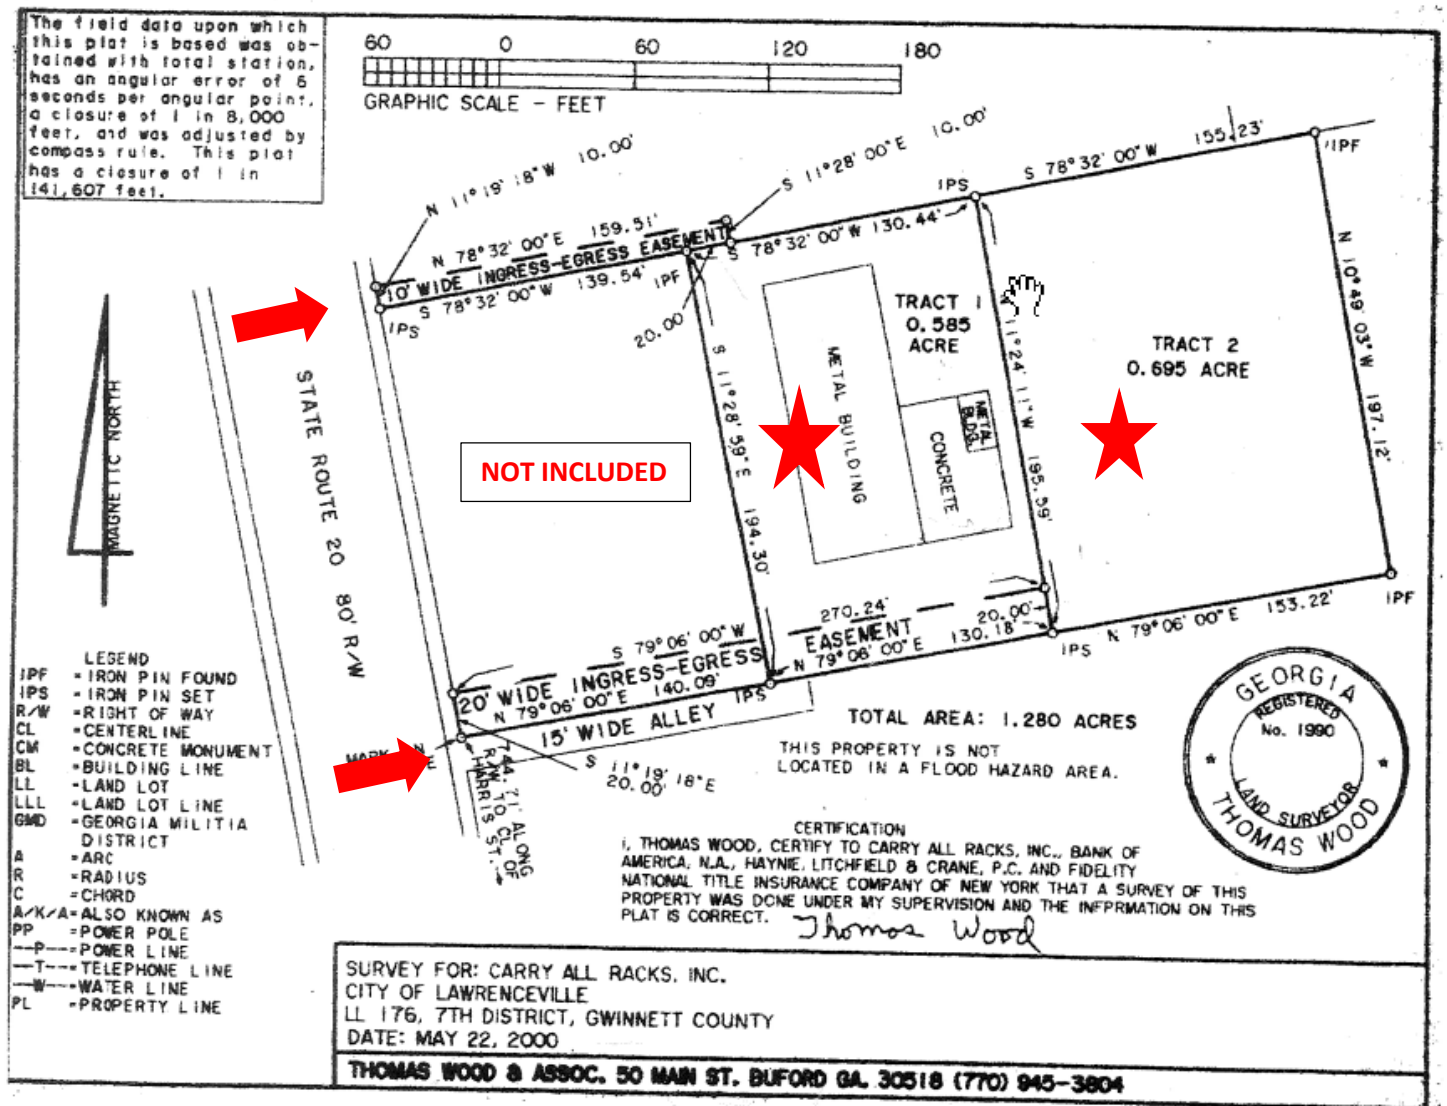 The field data upon which
this plat is based was ob-
tained with total station,
has an angular error of 6
seconds per angular point,
a closure of 1 in 8,000
feet, and was adjusted by
compass rule. This plat
has a closure of 1 in
141,607 feet.
60 0 60 120 180
GRAPHIC SCALE - FEET
N 11°19'18"W 10.00'
S 11°28'00"E 10.00'
S 78°32'00"W 155.23'
IPF
IPS
N 78°32'00"E 159.51'
10' WIDE INGRESS-EGRESS EASEMENT
S 78°32'00"W 139.54'
IPF
S 78°32'00"W 130.44'
IPS
20.00'
TRACT 1
0.585
ACRE
TRACT 2
0.695 ACRE
N 10°49'03"W 197.12'
11°24'11"W 195.59'
S 11°28'59"E 194.30'
METAL BUILDING
METAL
BLDG.
CONCRETE
NOT INCLUDED
STATE ROUTE 20 80' R/W
MAGNETIC NORTH
S 79°06'00"W 270.24'
20' WIDE INGRESS-EGRESS EASEMENT
N 79°06'00"E 140.09'
IPS
N 79°06'00"E 130.18'
20.00'
IPS
N 79°06'00"E 153.22'
IPF
15' WIDE ALLEY
S 11°19'18"E
20.00'
744.71' ALONG
R/W TO CL OF
HARRIS ST.
TOTAL AREA: 1.280 ACRES
THIS PROPERTY IS NOT
LOCATED IN A FLOOD HAZARD AREA.
LEGEND
IPF =IRON PIN FOUND
IPS =IRON PIN SET
R/W =RIGHT OF WAY
CL =CENTERLINE
CM =CONCRETE MONUMENT
BL =BUILDING LINE
LL =LAND LOT
LLL =LAND LOT LINE
GMD =GEORGIA MILITIA
DISTRICT
A =ARC
R =RADIUS
C =CHORD
A/K/A=ALSO KNOWN AS
PP =POWER POLE
--P--=POWER LINE
--T--=TELEPHONE LINE
--W--=WATER LINE
PL =PROPERTY LINE
GEORGIA
REGISTERED
No. 1990
LAND SURVEYOR
THOMAS WOOD
CERTIFICATION
I, THOMAS WOOD, CERTIFY TO CARRY ALL RACKS, INC., BANK OF
AMERICA, N.A., HAYNIE, LITCHFIELD & CRANE, P.C. AND FIDELITY
NATIONAL TITLE INSURANCE COMPANY OF NEW YORK THAT A SURVEY OF THIS
PROPERTY WAS DONE UNDER MY SUPERVISION AND THE INFPRMATION ON THIS
PLAT IS CORRECT.
Thomas Wood
SURVEY FOR: CARRY ALL RACKS, INC.
CITY OF LAWRENCEVILLE
LL 176, 7TH DISTRICT, GWINNETT COUNTY
DATE: MAY 22, 2000
THOMAS WOOD & ASSOC. 50 MAIN ST. BUFORD GA. 30518 (770) 945-3804